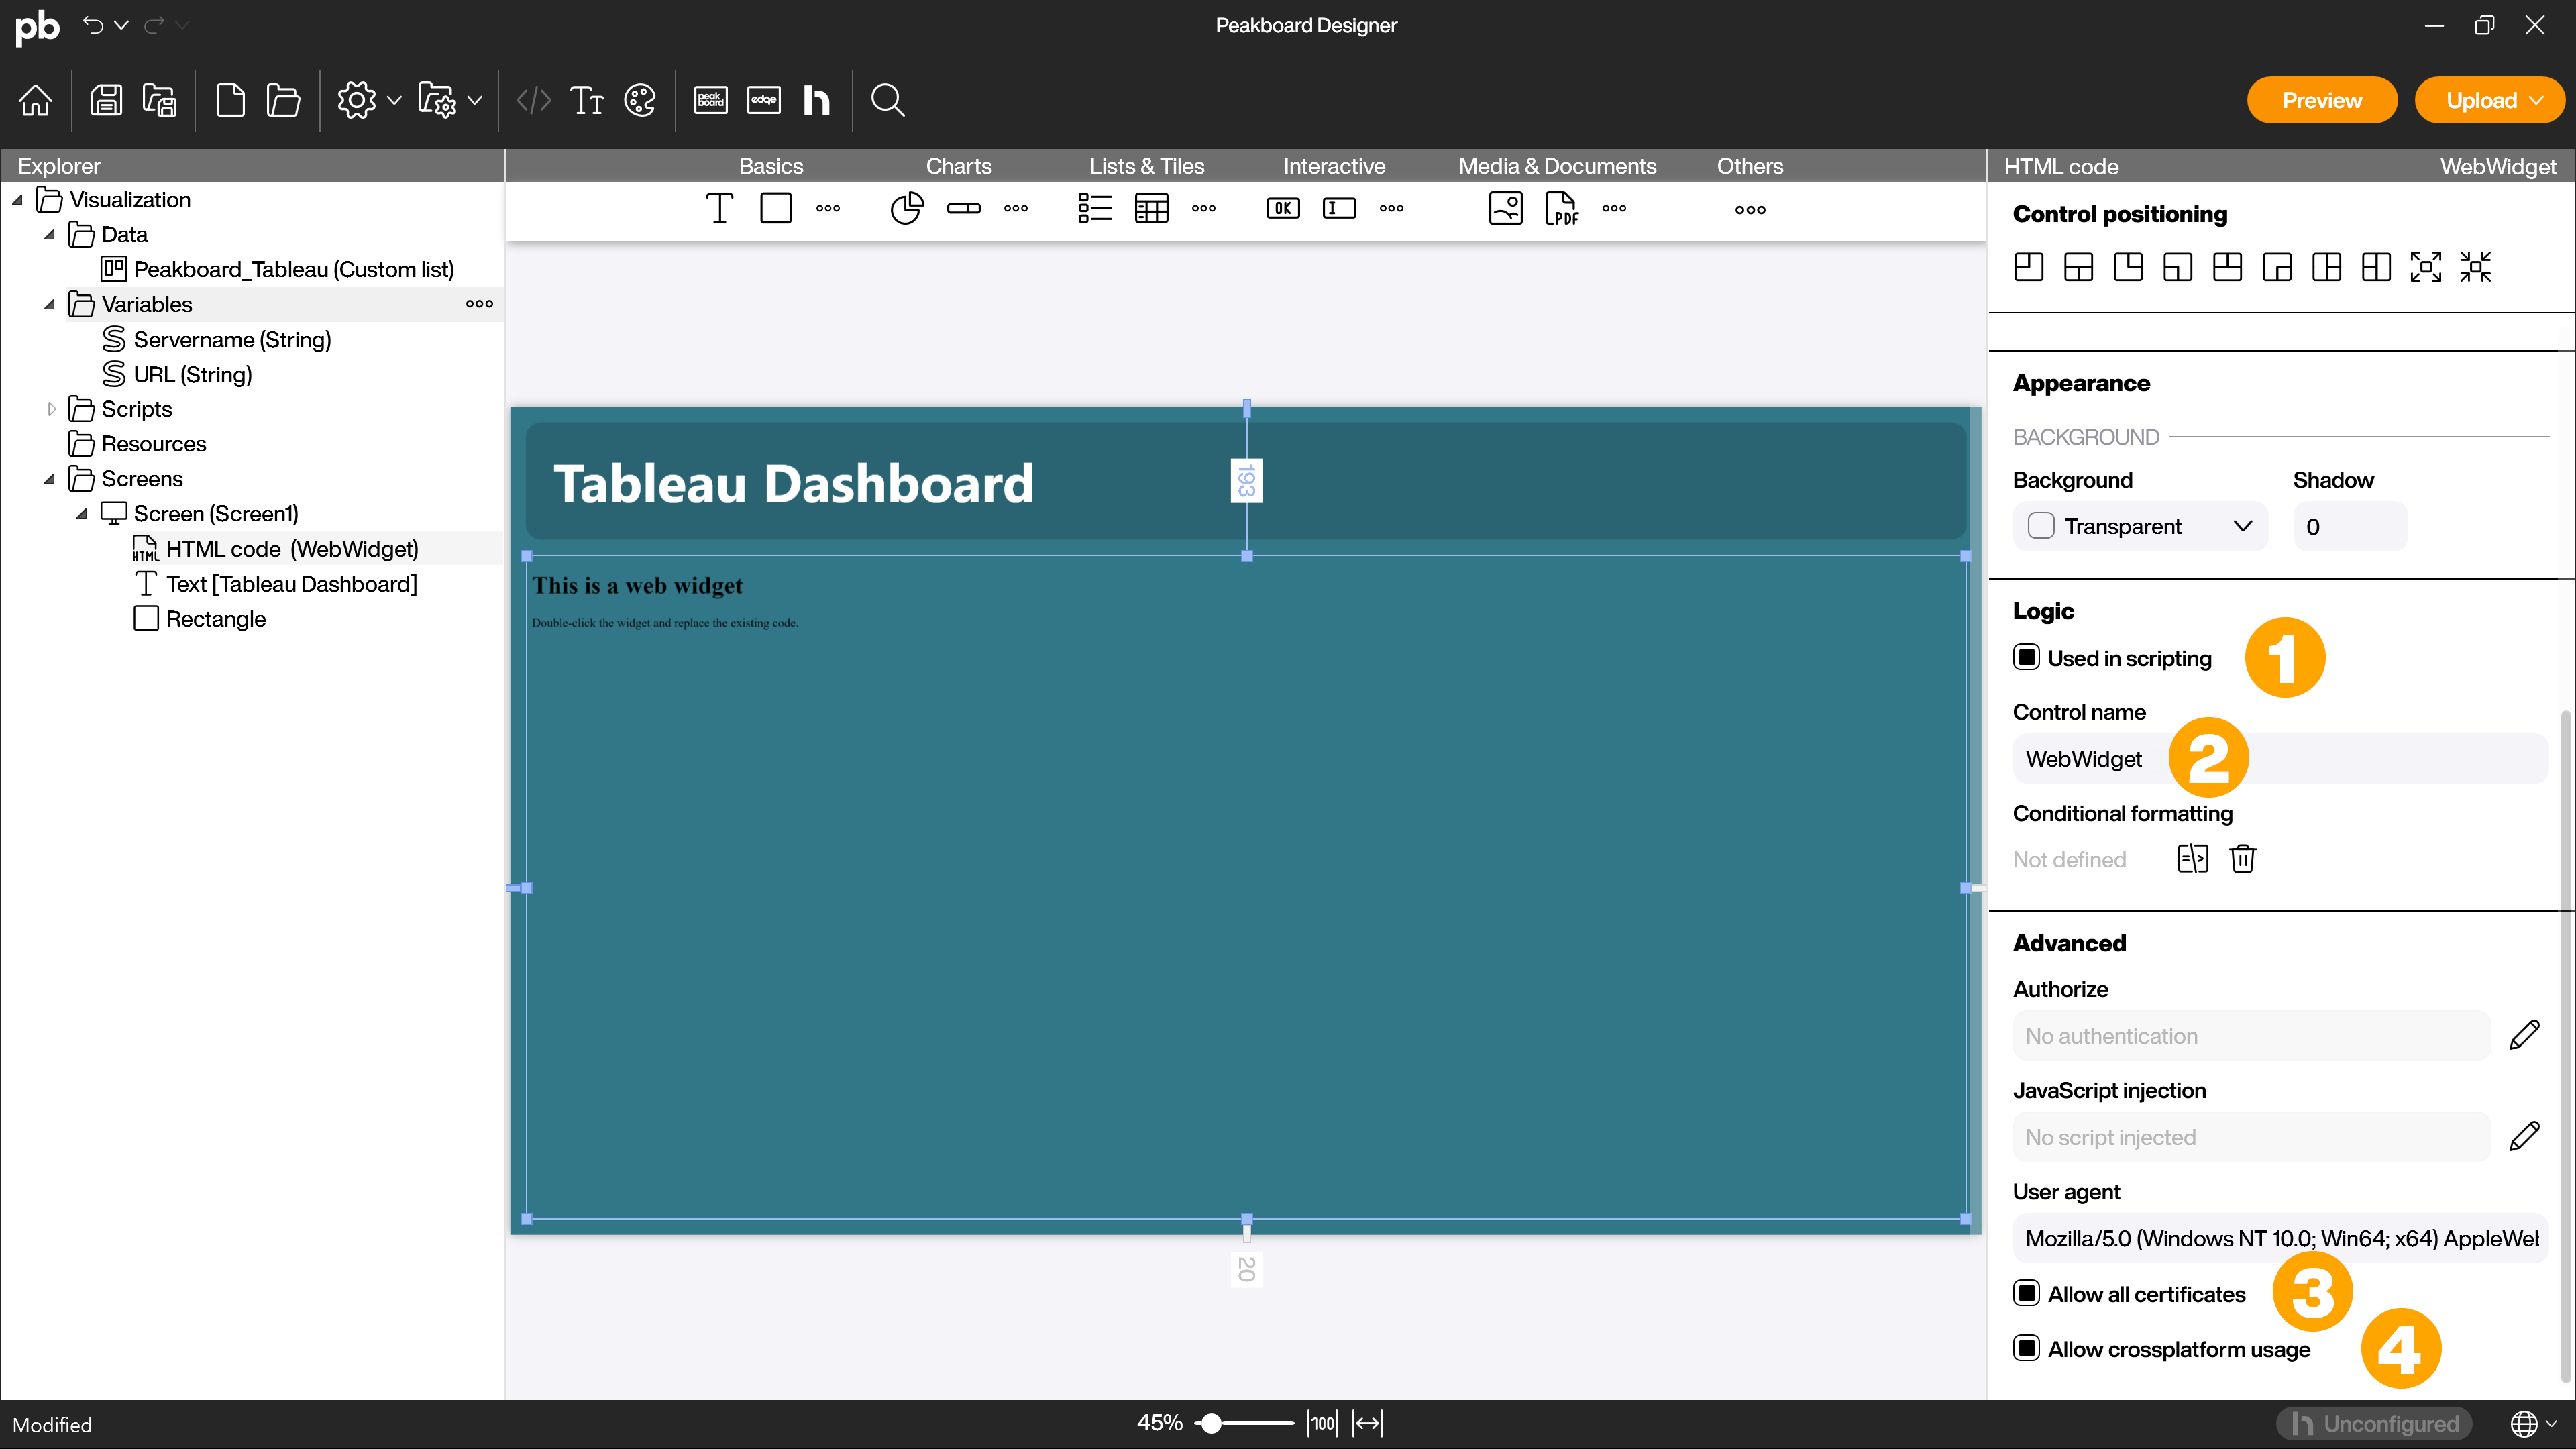 pb
Peakboard Designer
peak
board
edge
Preview
Upload
Explorer
Basics
Charts
Lists & Tiles
Interactive
Media & Documents
Others
HTML code
WebWidget
OK
I
PDF
Visualization
Data
Peakboard_Tableau (Custom list)
Variables
Servername (String)
URL (String)
Scripts
Resources
Screens
Screen (Screen1)
HTML
HTML code (WebWidget)
Text [Tableau Dashboard]
Rectangle
Tableau Dashboard
193
This is a web widget
Double-click the widget and replace the existing code.
20
Control positioning
Appearance
BACKGROUND
Background
Shadow
Transparent
0
Logic
Used in scripting
1
Control name
WebWidget
2
Conditional formatting
Not defined
Advanced
Authorize
No authentication
JavaScript injection
No script injected
User agent
Mozilla/5.0 (Windows NT 10.0; Win64; x64) AppleWeb
Allow all certificates
3
Allow crossplatform usage
4
Modified
45%
100
Unconfigured